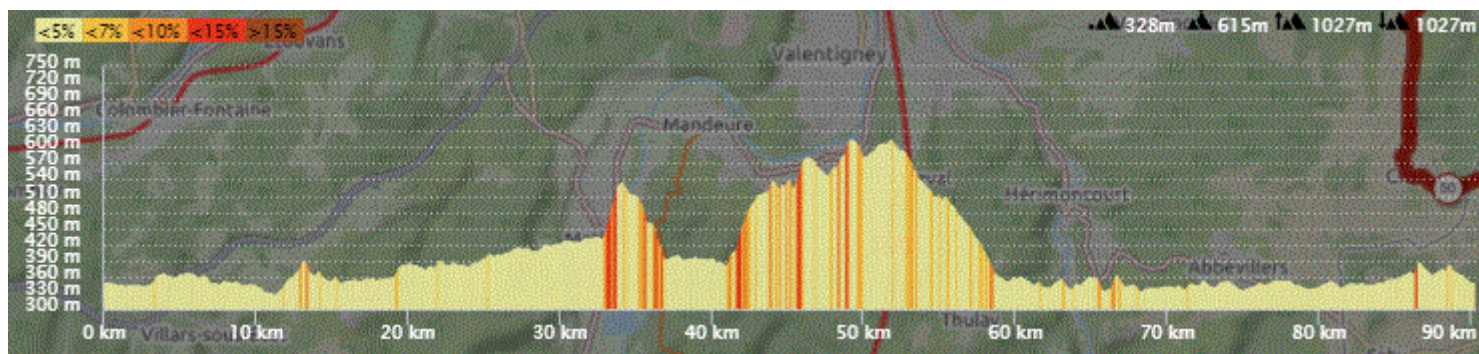 <5% <7% <10% <15% >15%
328m 615m 1027m 1027m
Valentigney
750 m
720 m
690 m
660 m
630 m
600 m
570 m
540 m
510 m
480 m
450 m
420 m
390 m
360 m
330 m
300 m
Colombier-Fontaine
Mandeure
Hérimoncourt
50
Abbévillers
Thulay
0 km 10 km 20 km 30 km 40 km 50 km 60 km 70 km 80 km 90 km